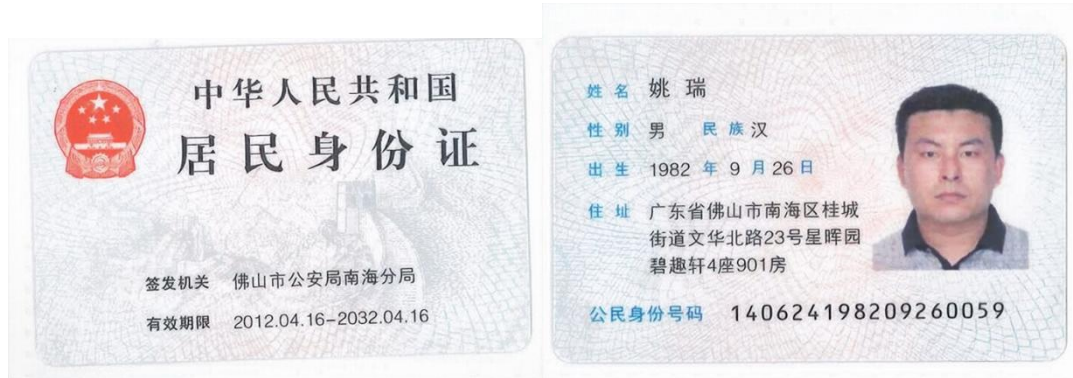 中华人民共和国
居民身份证
签发机关 佛山市公安局南海分局
有效期限 2012.04.16-2032.04.16
姓名 姚瑞
性别 男 民族 汉
出生 1982 年 9 月 26 日
住址 广东省佛山市南海区桂城
街道文华北路23号星晖园
碧趣轩4座901房
公民身份号码 140624198209260059